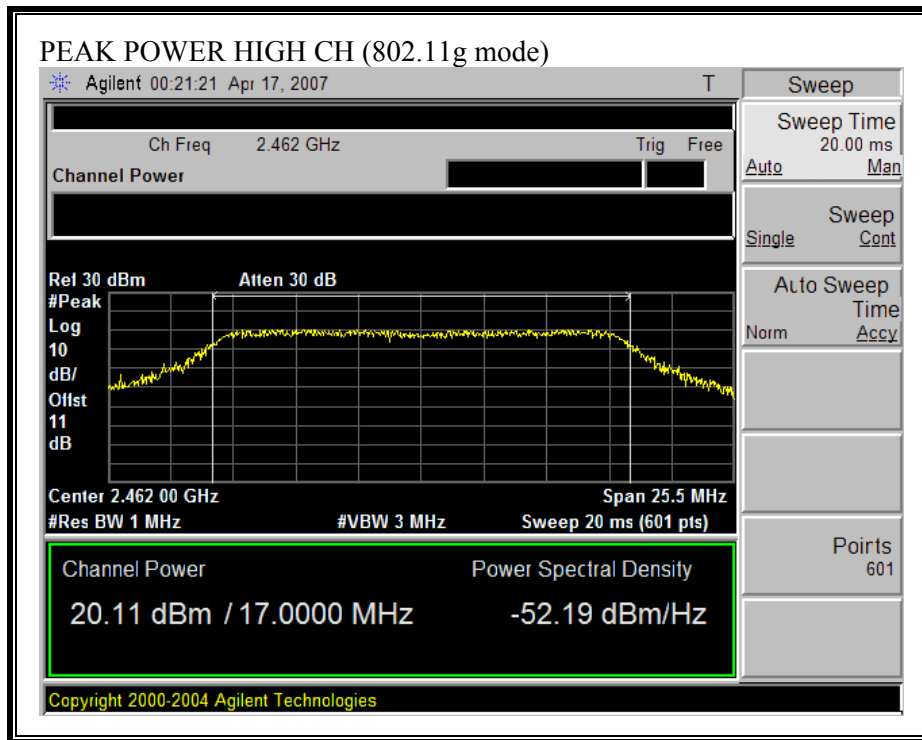 PEAK POWER HIGH CH (802.11g mode)
Agilent 00:21:21 Apr 17, 2007 T
Ch Freq 2.462 GHz Trig Free
Channel Power
Ref 30 dBm Atten 30 dB
#Peak
Log
10
dB/
Offst
11
dB
Center 2.462 00 GHz Span 25.5 MHz
#Res BW 1 MHz #VBW 3 MHz Sweep 20 ms (601 pts)
Channel Power Power Spectral Density
20.11 dBm / 17.0000 MHz -52.19 dBm/Hz
Copyright 2000-2004 Agilent Technologies
Sweep
Sweep Time
20.00 ms
Auto Man
Sweep
Single Cont
Auto Sweep
Time
Norm Accy
Points
601